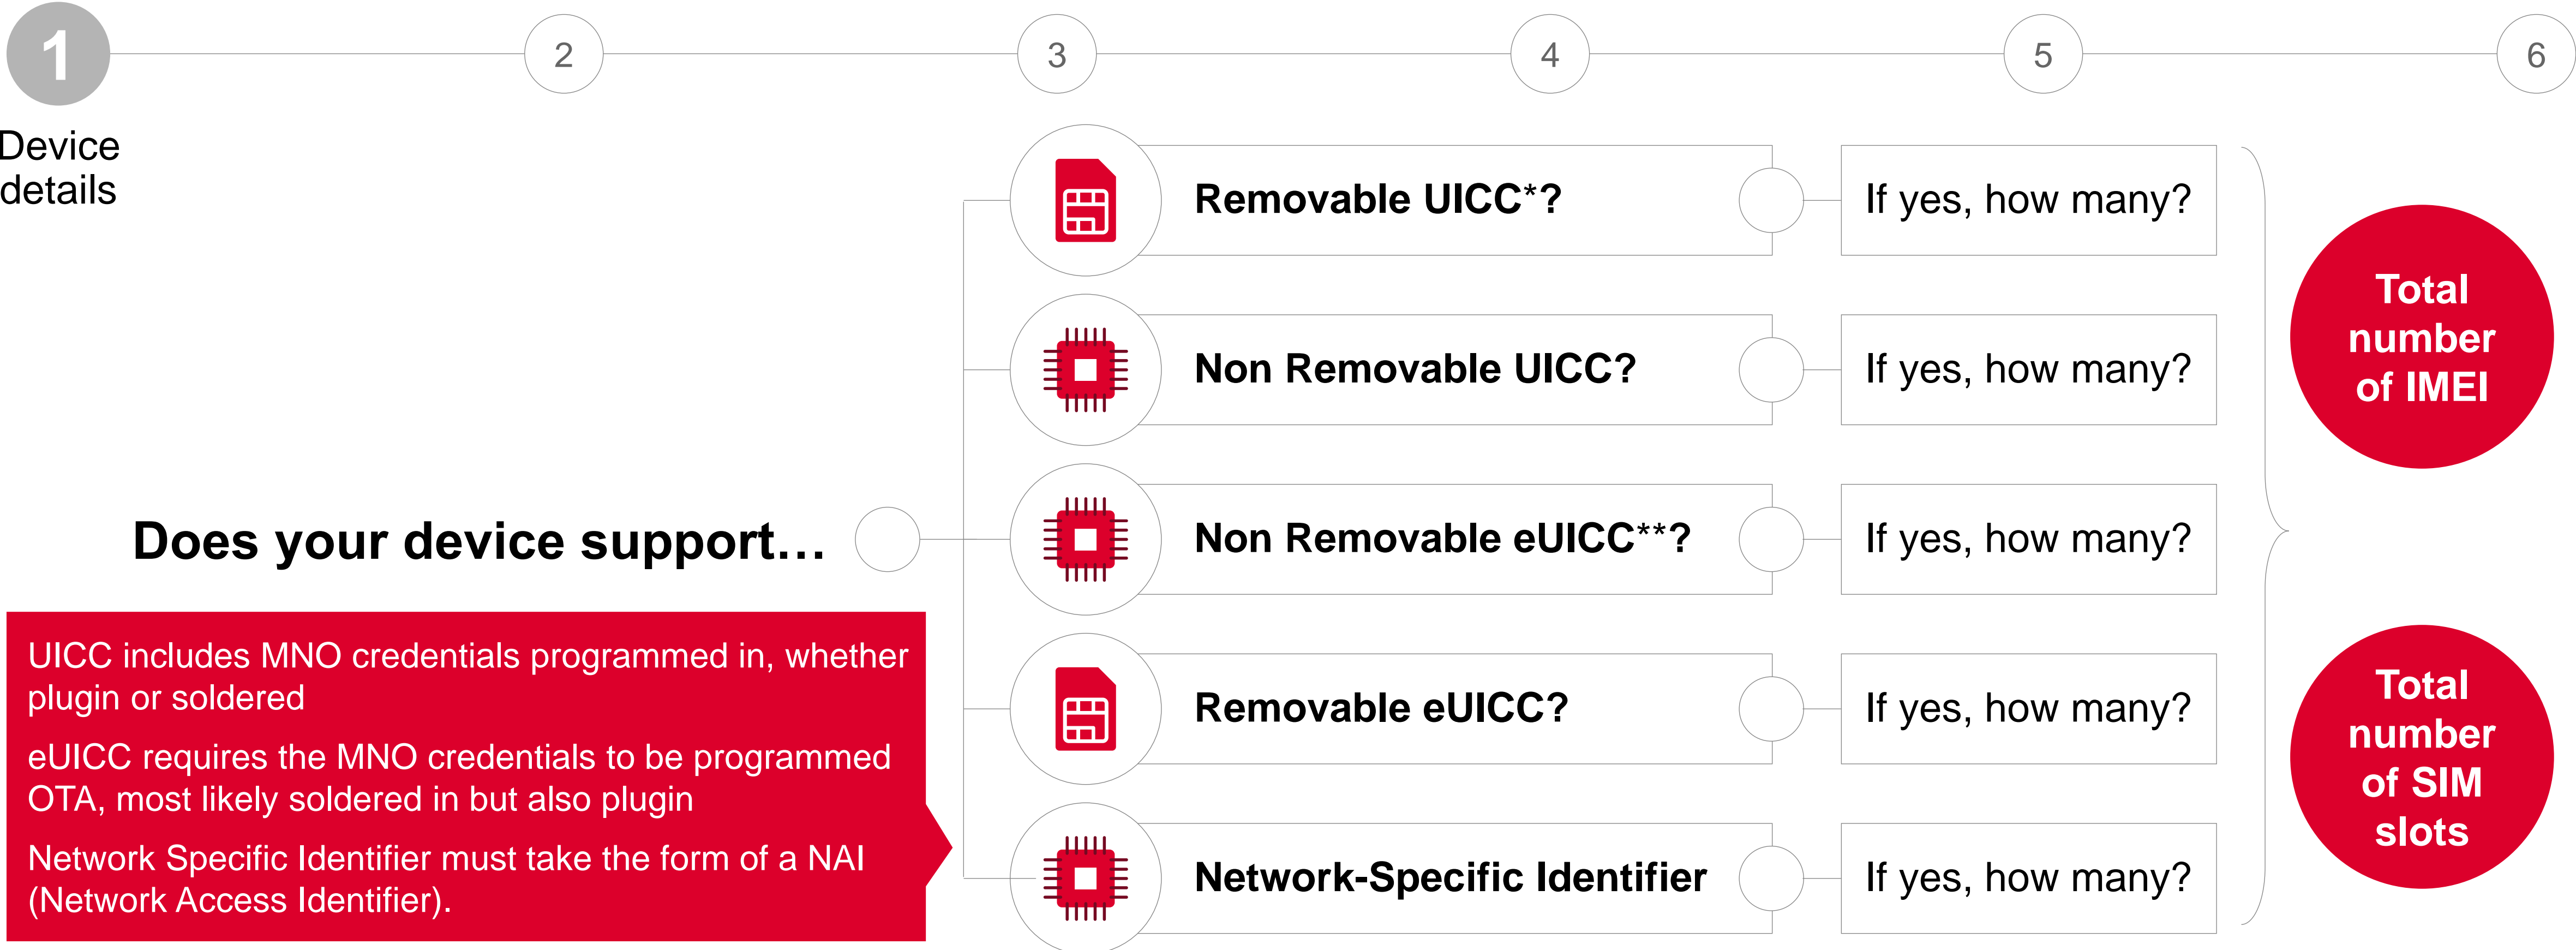 1
2
3
4
5
6
Device
details
Does your device support…
UICC includes MNO credentials programmed in, whether
plugin or soldered
eUICC requires the MNO credentials to be programmed
OTA, most likely soldered in but also plugin
Network Specific Identifier must take the form of a NAI
(Network Access Identifier).
Removable UICC*?
If yes, how many?
Non Removable UICC?
If yes, how many?
Non Removable eUICC**?
If yes, how many?
Removable eUICC?
If yes, how many?
Network-Specific Identifier
If yes, how many?
Total
number
of IMEI
Total
number
of SIM
slots